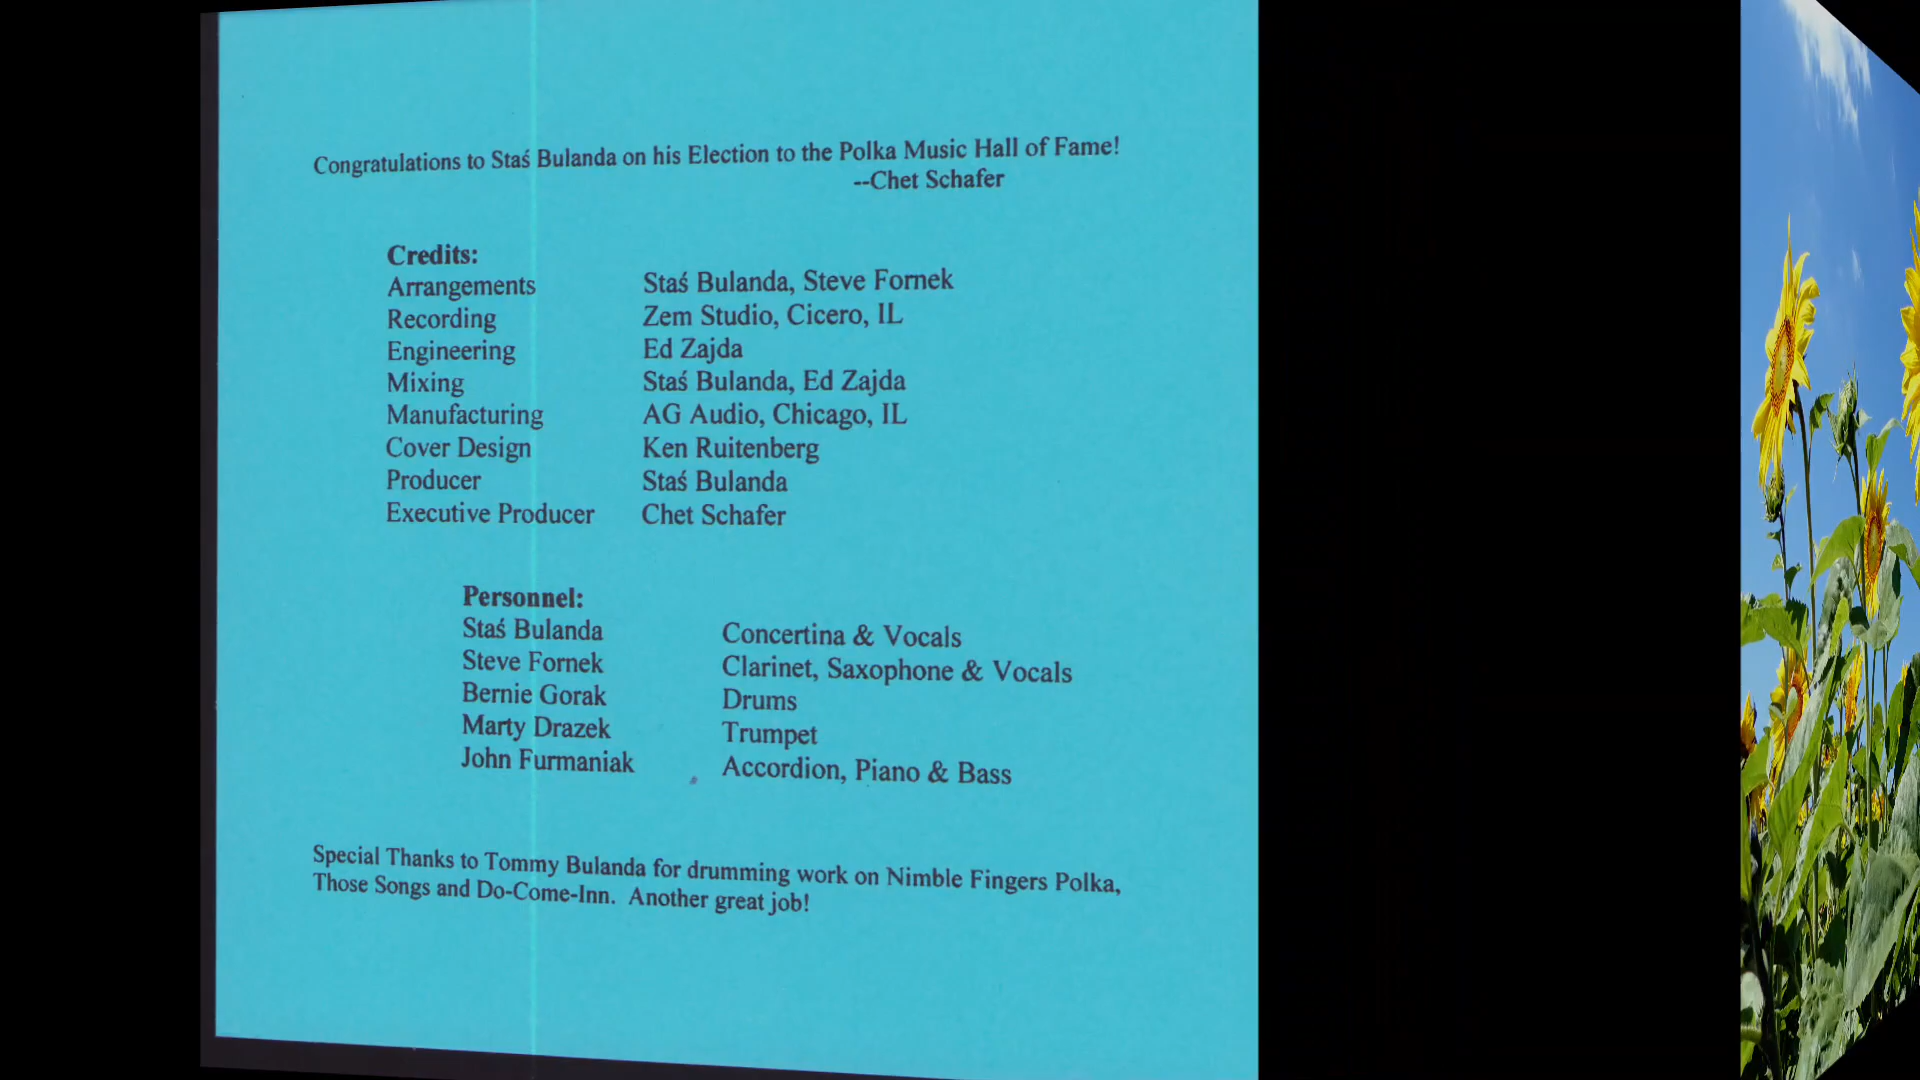 Congratulations to Staś Bulanda on his Election to the Polka Music Hall of Fame!
--Chet Schafer
Credits:
Arrangements Staś Bulanda, Steve Fornek
Recording Zem Studio, Cicero, IL
Engineering Ed Zajda
Mixing Staś Bulanda, Ed Zajda
Manufacturing AG Audio, Chicago, IL
Cover Design Ken Ruitenberg
Producer Staś Bulanda
Executive Producer Chet Schafer
Personnel:
Staś Bulanda Concertina & Vocals
Steve Fornek Clarinet, Saxophone & Vocals
Bernie Gorak Drums
Marty Drazek Trumpet
John Furmaniak Accordion, Piano & Bass
Special Thanks to Tommy Bulanda for drumming work on Nimble Fingers Polka,
Those Songs and Do-Come-Inn. Another great job!